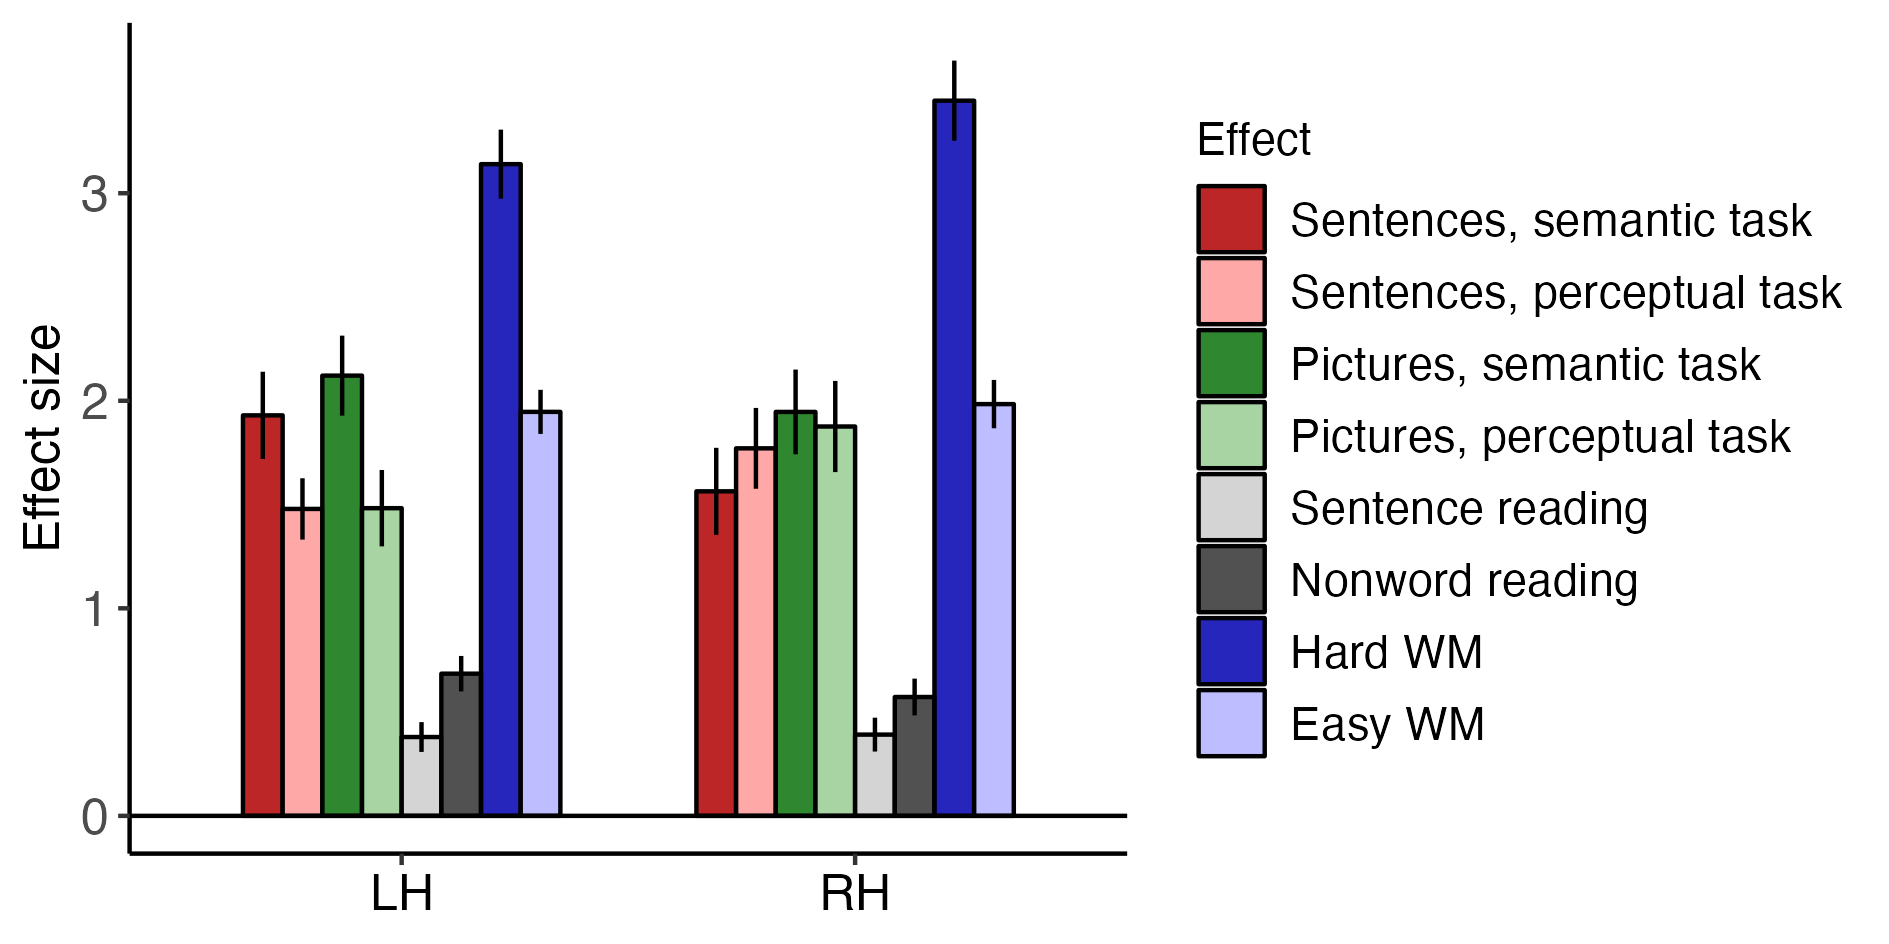 Effect size
3
2
1
0
LH
RH
Effect
Sentences, semantic task
Sentences, perceptual task
Pictures, semantic task
Pictures, perceptual task
Sentence reading
Nonword reading
Hard WM
Easy WM